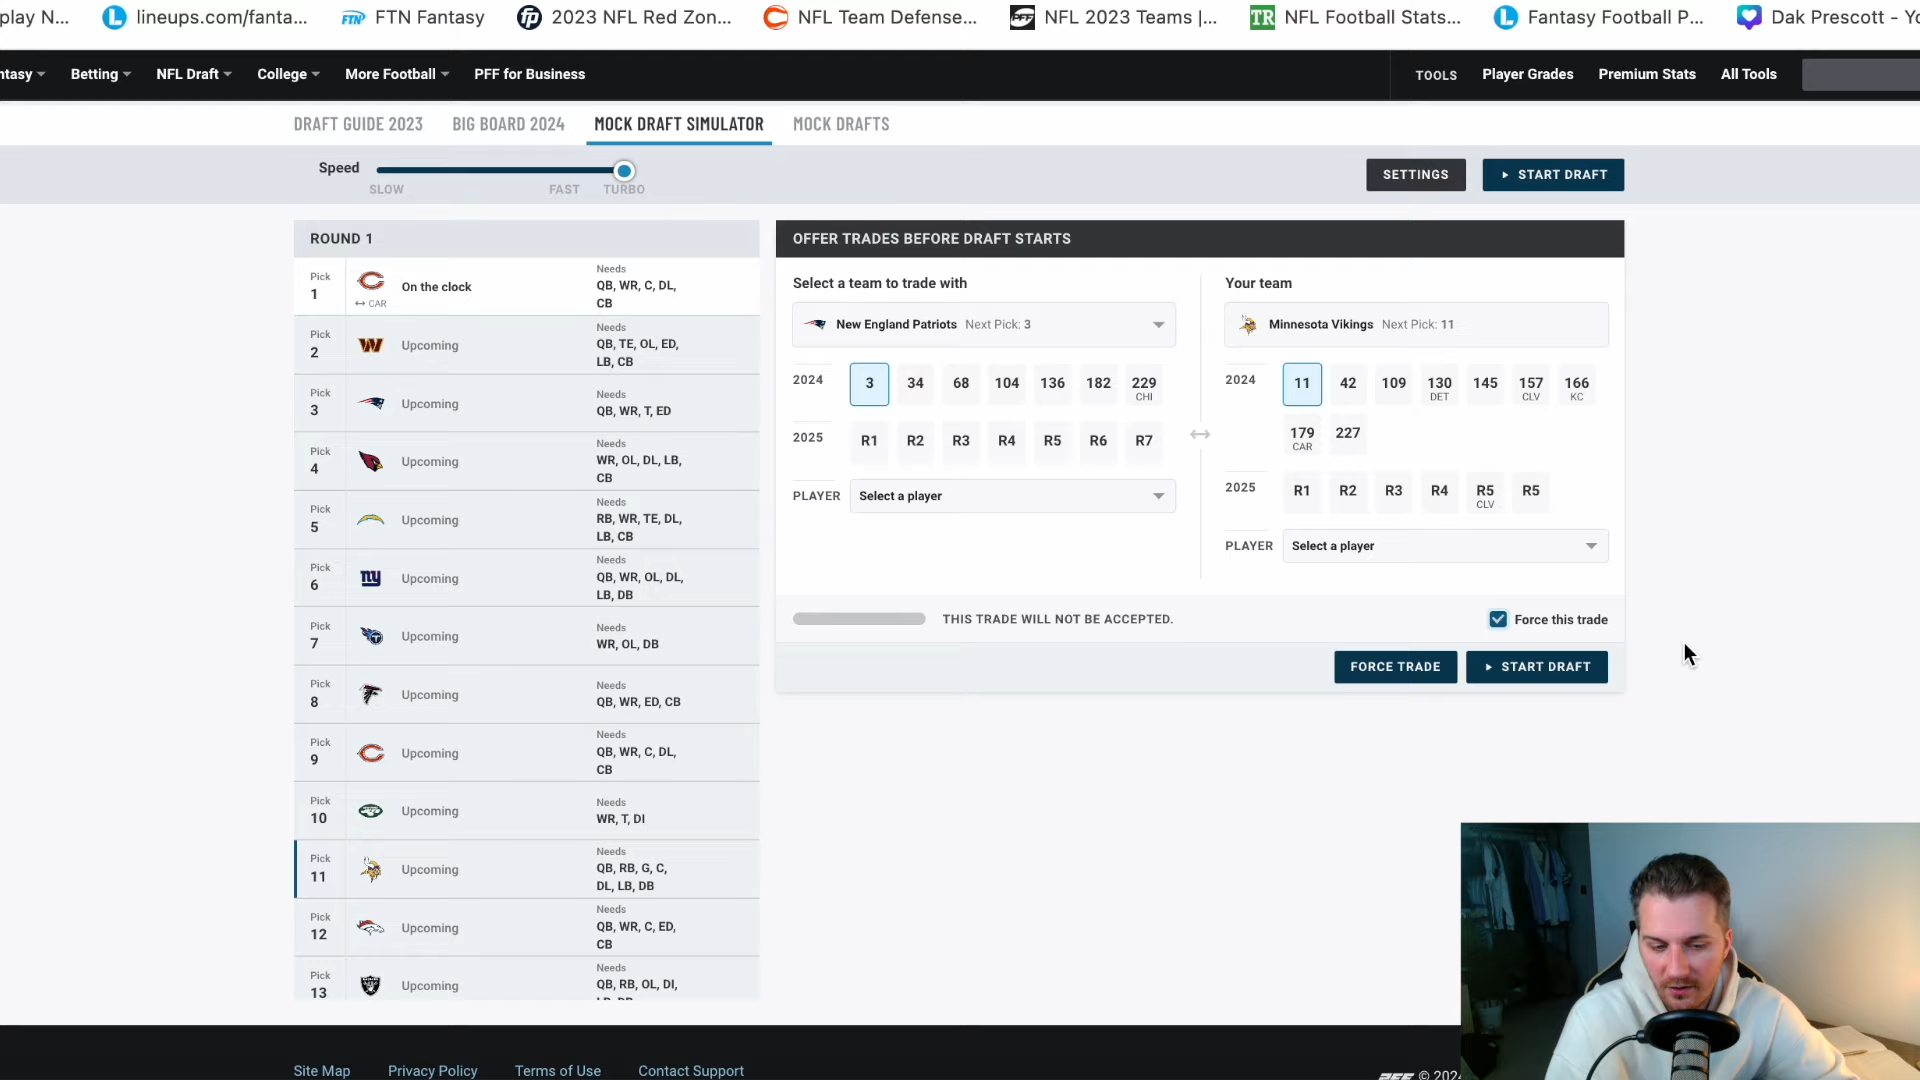 play N...
lineups.com/fanta...
FTN FTN Fantasy
fp 2023 NFL Red Zon...
NFL Team Defense...
PFF NFL 2023 Teams |...
TR NFL Football Stats...
Fantasy Football P...
Dak Prescott - Yo
ntasy Betting NFL Draft College More Football PFF for Business
TOOLS Player Grades Premium Stats All Tools
DRAFT GUIDE 2023 BIG BOARD 2024 MOCK DRAFT SIMULATOR MOCK DRAFTS
Speed
SLOW FAST TURBO
SETTINGS START DRAFT
ROUND 1
Pick 1
↔ CAR
On the clock
Needs
QB, WR, C, DL,
CB
Pick 2
Upcoming
Needs
QB, TE, OL, ED,
LB, CB
Pick 3
Upcoming
Needs
QB, WR, T, ED
Pick 4
Upcoming
Needs
WR, OL, DL, LB,
CB
Pick 5
Upcoming
Needs
RB, WR, TE, DL,
LB, CB
Pick 6
ny
Upcoming
Needs
QB, WR, OL, DL,
LB, DB
Pick 7
Upcoming
Needs
WR, OL, DB
Pick 8
Upcoming
Needs
QB, WR, ED, CB
Pick 9
Upcoming
Needs
QB, WR, C, DL,
CB
Pick 10
Upcoming
Needs
WR, T, DI
Pick 11
Upcoming
Needs
QB, RB, G, C,
DL, LB, DB
Pick 12
Upcoming
Needs
QB, WR, C, ED,
CB
Pick 13
Upcoming
Needs
QB, RB, OL, DI,
LB, DB
OFFER TRADES BEFORE DRAFT STARTS
Select a team to trade with
New England Patriots Next Pick: 3
2024 3 34 68 104 136 182 229
CHI
2025 R1 R2 R3 R4 R5 R6 R7
PLAYER Select a player
Your team
Minnesota Vikings Next Pick: 11
2024 11 42 109 130 145 157 166
DET CLV KC
179 227
CAR
2025 R1 R2 R3 R4 R5 R5
CLV
PLAYER Select a player
THIS TRADE WILL NOT BE ACCEPTED.
Force this trade
FORCE TRADE START DRAFT
Site Map Privacy Policy Terms of Use Contact Support
PFF © 2024